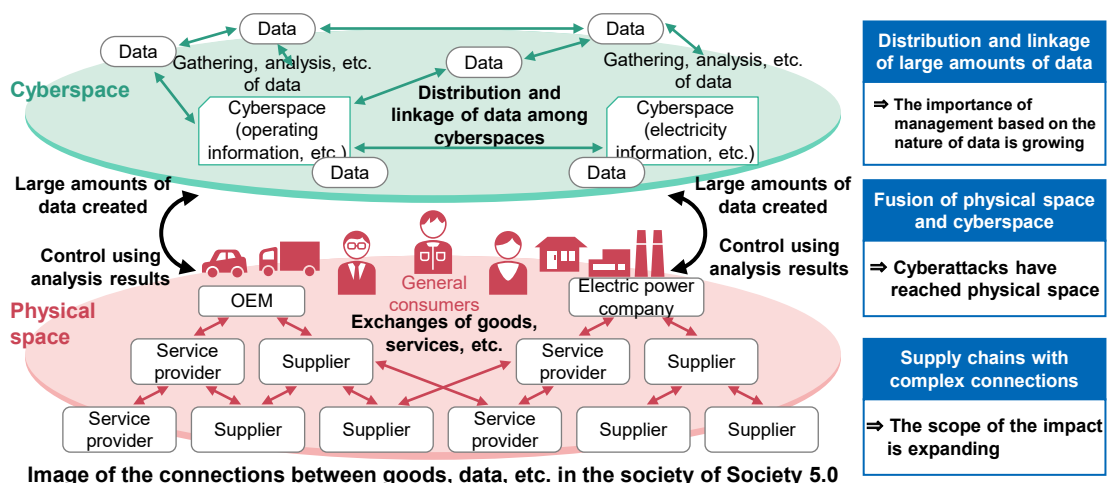 Data
Data
Data
Data
Gathering, analysis, etc.
of data
Gathering, analysis, etc.
of data
Cyberspace
Distribution and
linkage of data among
cyberspaces
Cyberspace
(operating
information, etc.)
Cyberspace
(electricity
information, etc.)
Data
Data
Large amounts of
data created
Large amounts of
data created
Control using
analysis results
Control using
analysis results
General
consumers
OEM
Electric power
company
Physical
space
Exchanges of goods,
services, etc.
Service
provider
Supplier
Service
provider
Supplier
Service
provider
Supplier
Supplier
Service
provider
Supplier
Supplier
Image of the connections between goods, data, etc. in the society of Society 5.0
Distribution and linkage
of large amounts of data
⇒ The importance of
management based on the
nature of data is growing
Fusion of physical space
and cyberspace
⇒ Cyberattacks have
reached physical space
Supply chains with
complex connections
⇒ The scope of the impact
is expanding